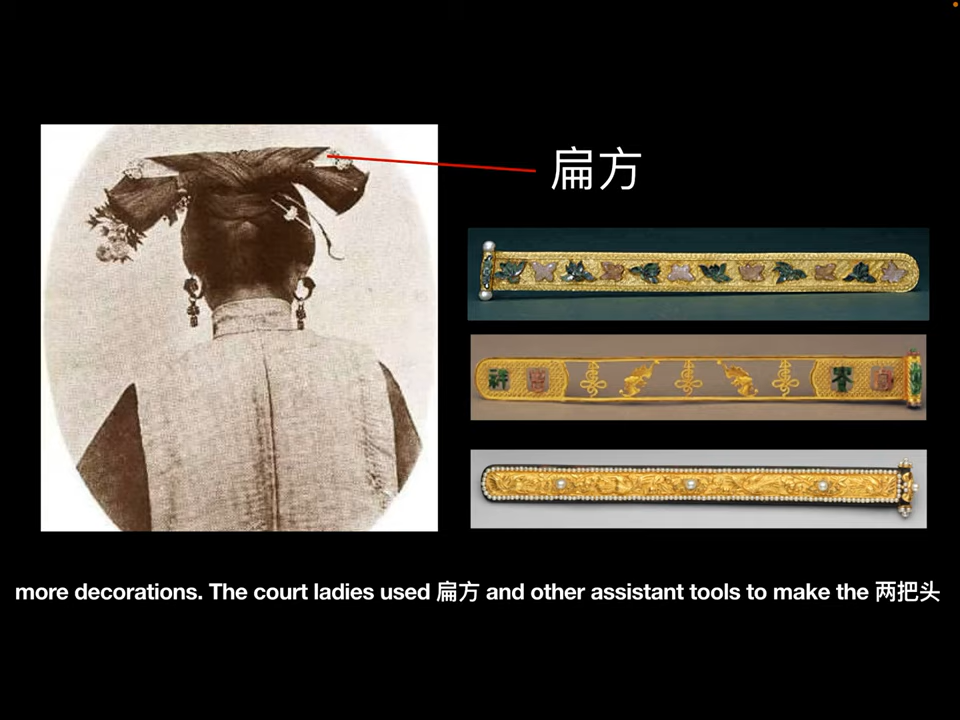 扁方
more decorations. The court ladies used 扁方 and other assistant tools to make the 两把头